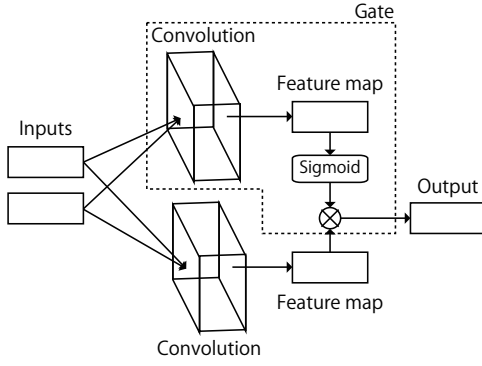 Gate
Convolution
Feature map
Inputs
Sigmoid
Output
Feature map
Convolution